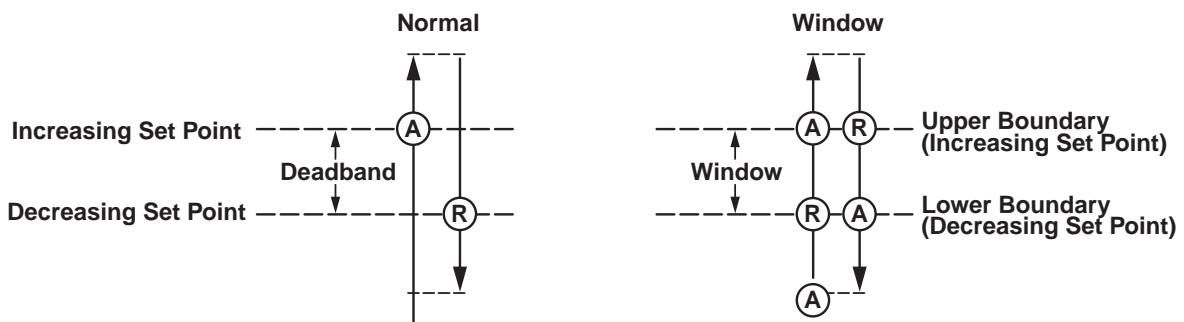 Normal
Window
Increasing Set Point
A
A
R
Upper Boundary
(Increasing Set Point)
Deadband
Window
Decreasing Set Point
R
R
A
Lower Boundary
(Decreasing Set Point)
A